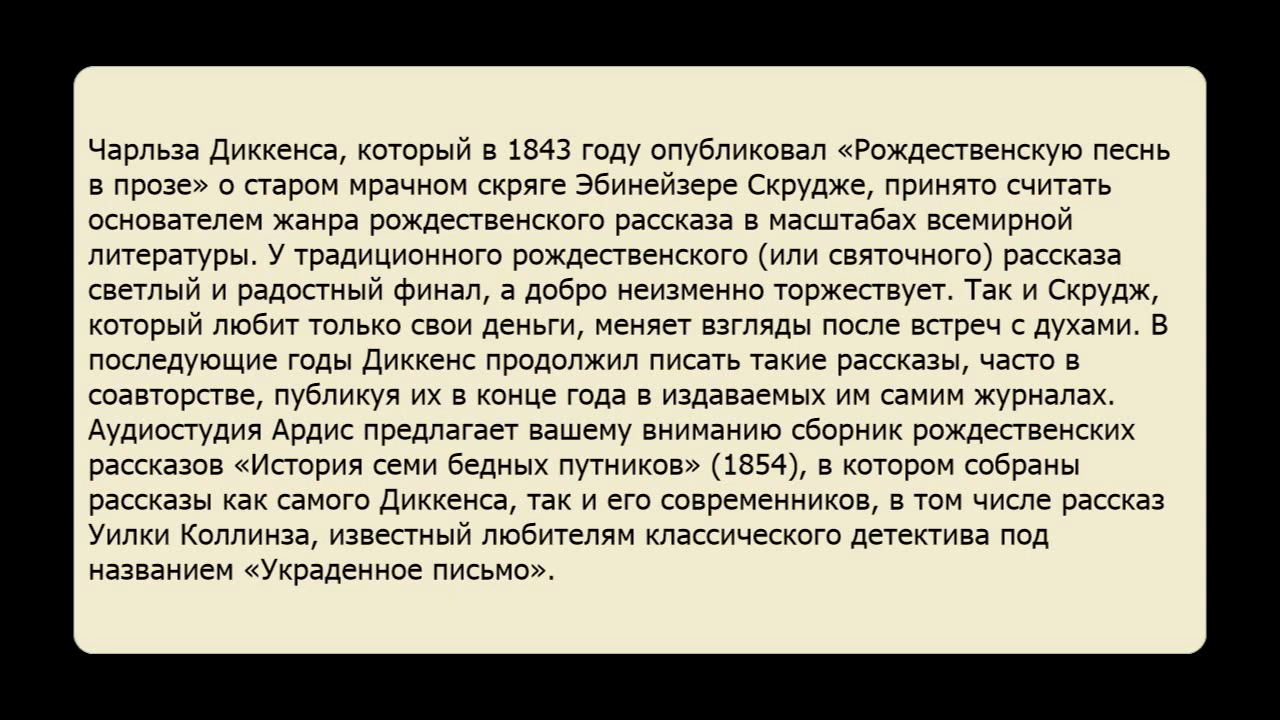 Чарльза Диккенса, который в 1843 году опубликовал «Рождественскую песнь
в прозе» о старом мрачном скряге Эбинейзере Скрудже, принято считать
основателем жанра рождественского рассказа в масштабах всемирной
литературы. У традиционного рождественского (или святочного) рассказа
светлый и радостный финал, а добро неизменно торжествует. Так и Скрудж,
который любит только свои деньги, меняет взгляды после встреч с духами. В
последующие годы Диккенс продолжил писать такие рассказы, часто в
соавторстве, публикуя их в конце года в издаваемых им самим журналах.
Аудиостудия Ардис предлагает вашему вниманию сборник рождественских
рассказов «История семи бедных путников» (1854), в котором собраны
рассказы как самого Диккенса, так и его современников, в том числе рассказ
Уилки Коллинза, известный любителям классического детектива под
названием «Украденное письмо».